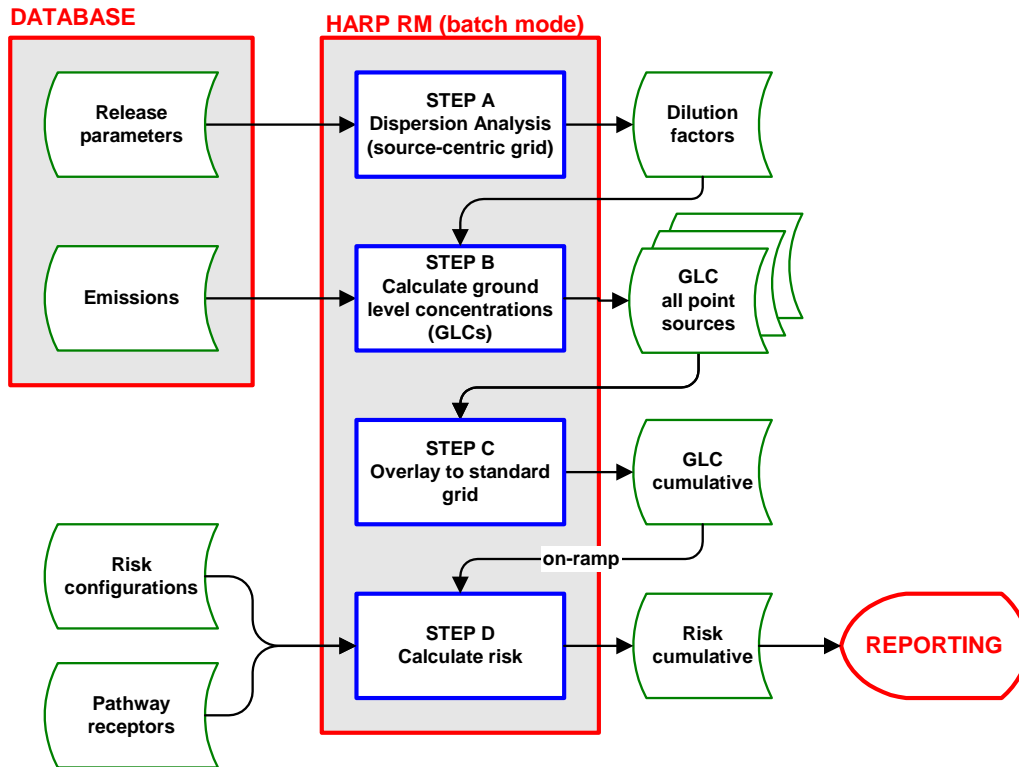 DATABASE
HARP RM (batch mode)
Release
parameters
STEP A
Dispersion Analysis
(source-centric grid)
Dilution
factors
Emissions
STEP B
Calculate ground
level concentrations
(GLCs)
GLC
all point
sources
STEP C
Overlay to standard
grid
GLC
cumulative
on-ramp
Risk
configurations
Pathway
receptors
STEP D
Calculate risk
Risk
cumulative
REPORTING